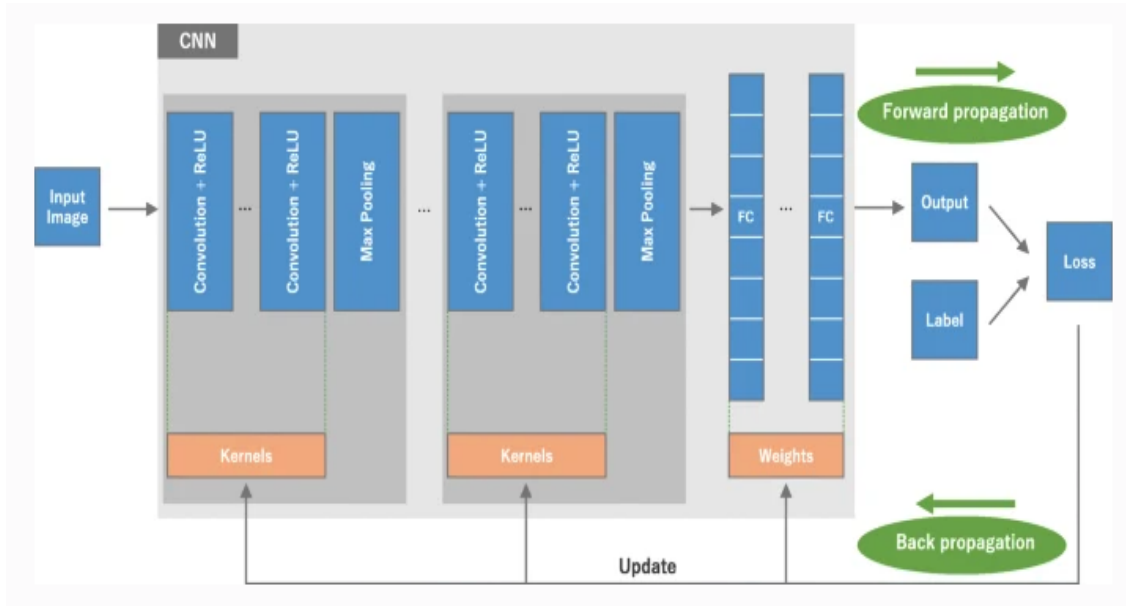 CNN
Forward propagation
Input
Image
Convolution + ReLU
...
Convolution + ReLU
Max Pooling
...
Convolution + ReLU
...
Convolution + ReLU
Max Pooling
FC
...
FC
Output
Label
Loss
Kernels
Kernels
Weights
Back propagation
Update